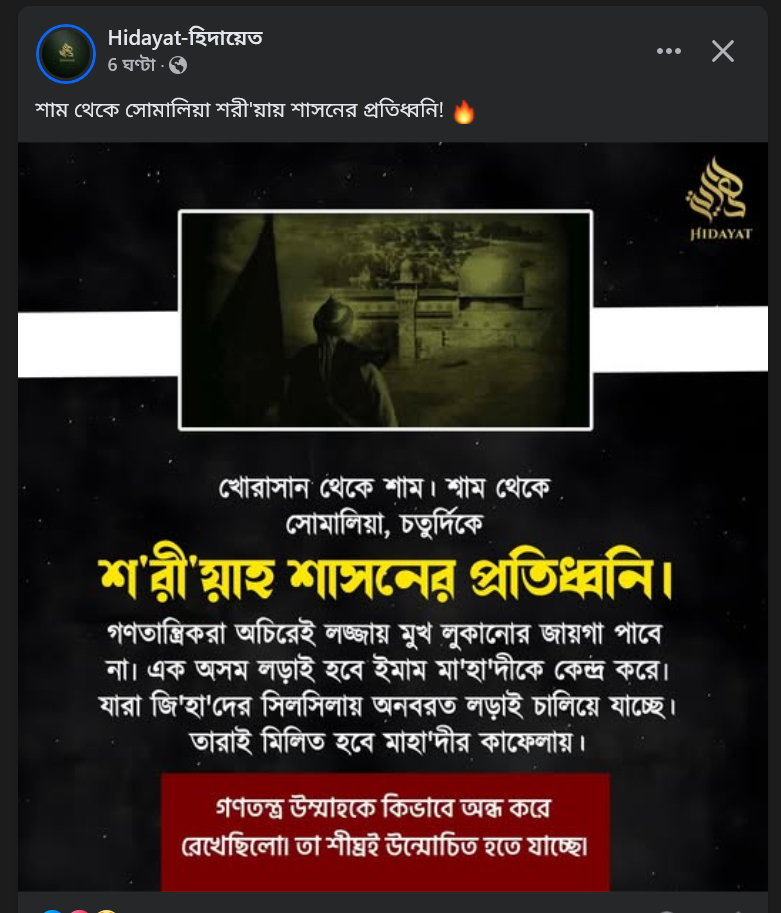 Hidayat-হিদায়েত
6 ঘণ্টা ·
শাম থেকে সোমালিয়া শরী'য়ায় শাসনের প্রতিধ্বনি! 🔥
HIDAYAT
খোরাসান থেকে শাম। শাম থেকে
সোমালিয়া, চতুর্দিকে
শ'রী'য়াহ শাসনের প্রতিধ্বনি।
গণতান্ত্রিকরা অচিরেই লজ্জায় মুখ লুকানোর জায়গা পাবে
না। এক অসম লড়াই হবে ইমাম মা'হা'দীকে কেন্দ্র করে।
যারা জি'হা'দের সিলসিলায় অনবরত লড়াই চালিয়ে যাচ্ছে।
তারাই মিলিত হবে মাহা'দীর কাফেলায়।
গণতন্ত্র উম্মাহকে কিভাবে অন্ধ করে
রেখেছিলো। তা শীঘ্রই উন্মোচিত হতে যাচ্ছে।